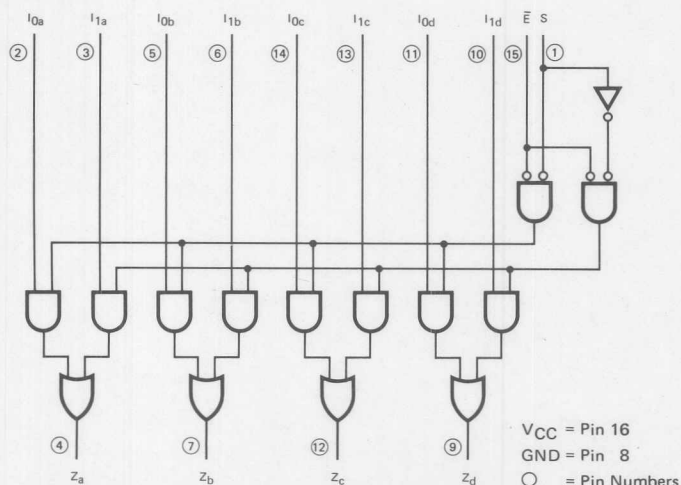 I0a I1a I0b I1b I0c I1c I0d I1d E̅ S
2 3 5 6 14 13 11 10 15 1
4 7 12 9
Za Zb Zc Zd
VCC = Pin 16
GND = Pin 8
= Pin Numbers